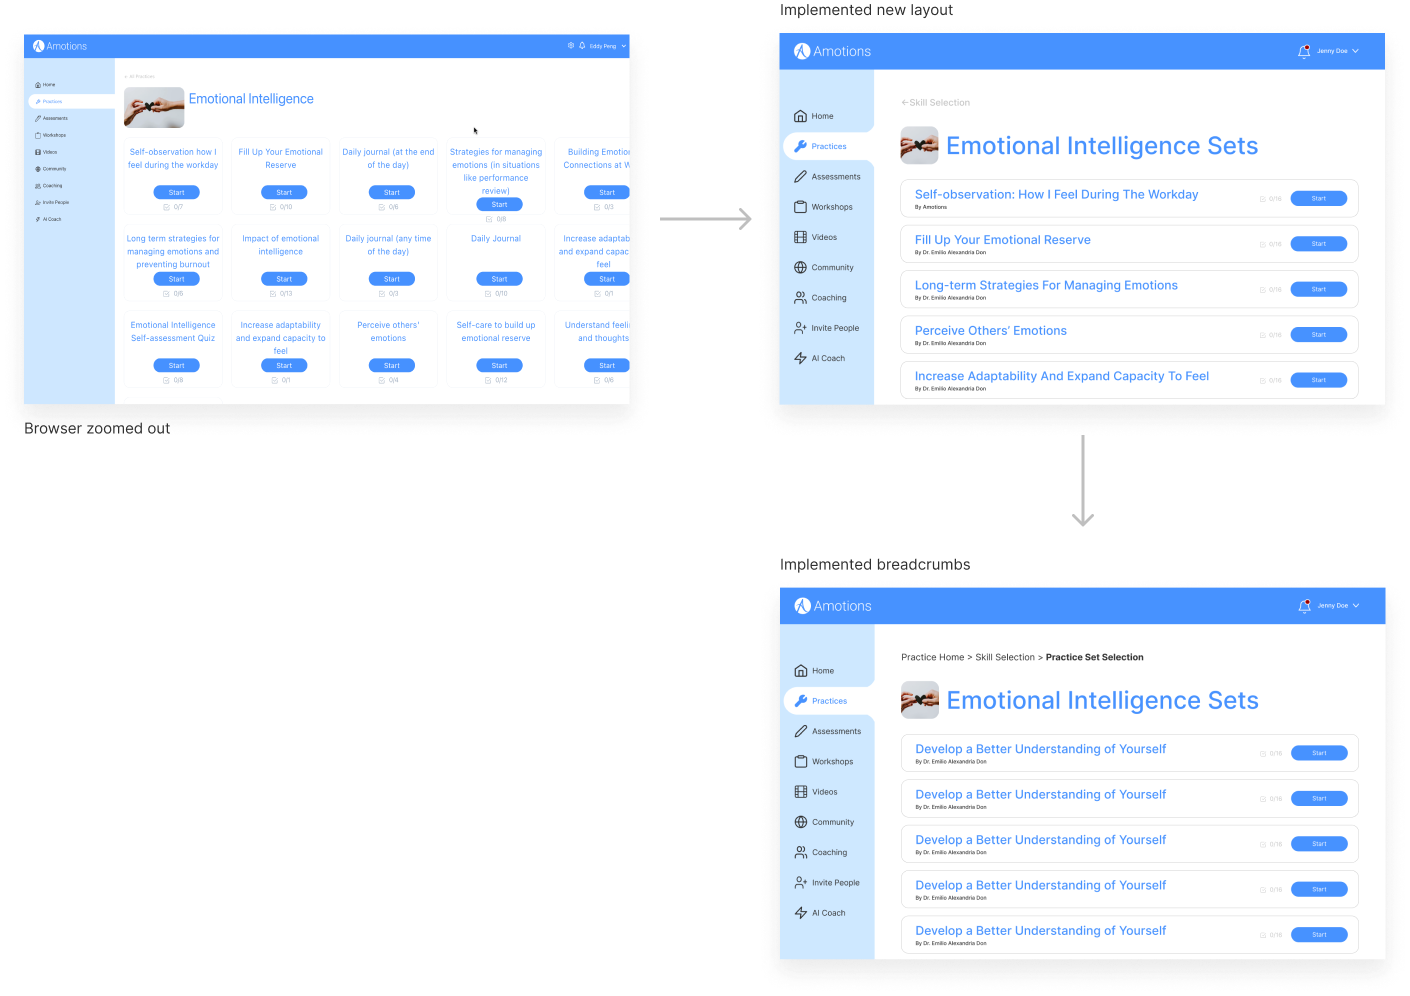 Implemented new layout
Amotions
Eddy Peng
Home
Practices
Assesments
Workshops
Videos
Community
Coaching
Invite People
AI Coach
< All Practices
Emotional Intelligence
Self-observation how I
feel during the workday
Start
0/7
Fill Up Your Emotional
Reserve
Start
0/10
Daily journal (at the end
of the day)
Start
0/6
Strategies for managing
emotions (in situations
like performance
review)
Start
0/8
Building Emotion
Connections at W
Start
0/3
Long term strategies for
managing emotions and
preventing burnout
Start
0/6
Impact of emotional
intelligence
Start
0/13
Daily journal (any time
of the day)
Start
0/3
Daily Journal
Start
0/10
Increase adaptab
and expand capac
feel
Start
0/1
Emotional Intelligence
Self-assessment Quiz
Start
0/8
Increase adaptability
and expand capacity to
feel
Start
0/1
Perceive others'
emotions
Start
0/4
Self-care to build up
emotional reserve
Start
0/12
Understand feeli
and thoughts
Start
0/6
Browser zoomed out
Amotions
Jenny Doe
Home
Practices
Assessments
Workshops
Videos
Community
Coaching
Invite People
AI Coach
←Skill Selection
Emotional Intelligence Sets
Self-observation: How I Feel During The Workday
By Amotions
0/16
Start
Fill Up Your Emotional Reserve
By Dr. Emilio Alexandria Don
0/16
Start
Long-term Strategies For Managing Emotions
By Dr. Emilio Alexandria Don
0/16
Start
Perceive Others’ Emotions
By Dr. Emilio Alexandria Don
0/16
Start
Increase Adaptability And Expand Capacity To Feel
By Dr. Emilio Alexandria Don
0/16
Start
Implemented breadcrumbs
Amotions
Jenny Doe
Home
Practices
Assessments
Workshops
Videos
Community
Coaching
Invite People
AI Coach
Practice Home > Skill Selection > Practice Set Selection
Emotional Intelligence Sets
Develop a Better Understanding of Yourself
By Dr. Emilio Alexandria Don
0/16
Start
Develop a Better Understanding of Yourself
By Dr. Emilio Alexandria Don
0/16
Start
Develop a Better Understanding of Yourself
By Dr. Emilio Alexandria Don
0/16
Start
Develop a Better Understanding of Yourself
By Dr. Emilio Alexandria Don
0/16
Start
Develop a Better Understanding of Yourself
By Dr. Emilio Alexandria Don
0/16
Start